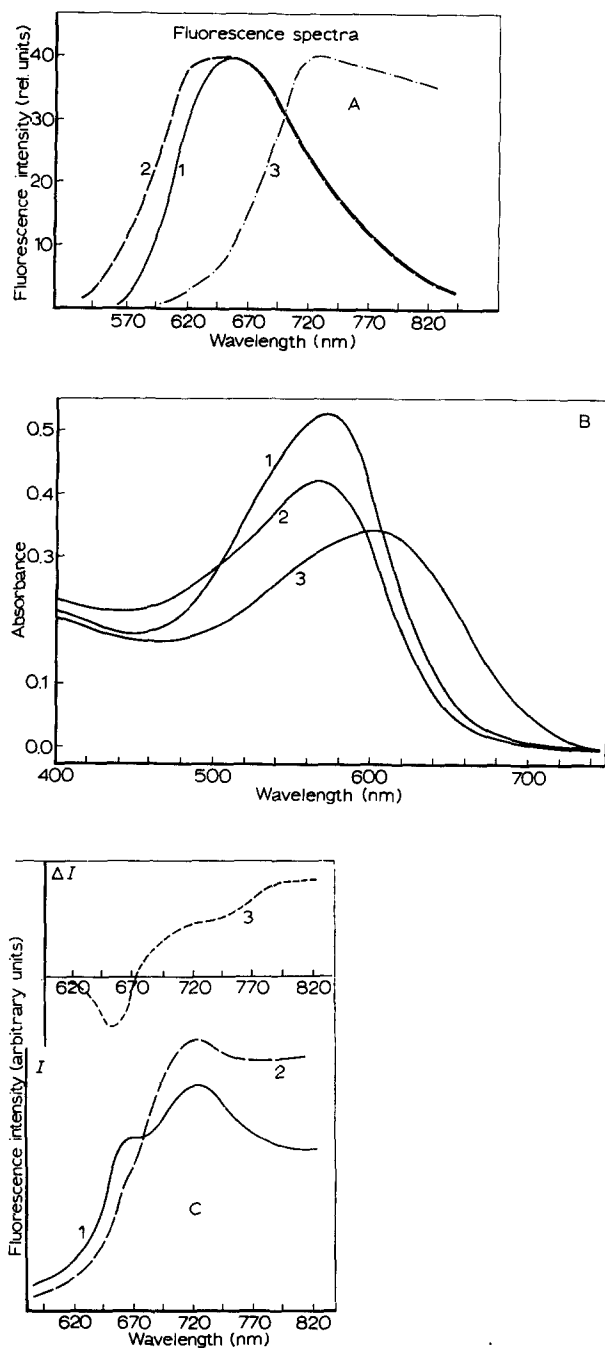 Fluorescence spectra
Fluorescence intensity (rel. units)
40
30
20
10
2
1
3
A
570 620 670 720 770 820
Wavelength (nm)
B
Absorbance
0.5
0.4
0.3
0.1
0.0
1
2
3
400 500 600 700
Wavelength (nm)
ΔI
3
620 670 720 770 820
Fluorescence intensity (arbitrary units)
I
2
1
C
620 670 720 770 820
Wavelength (nm)